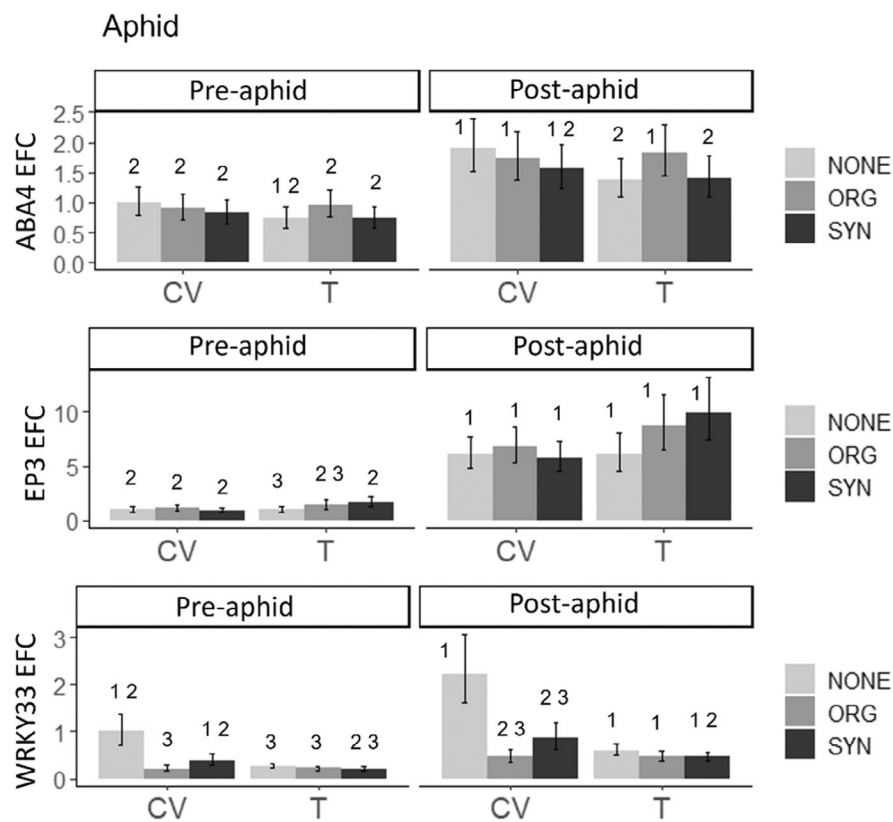 Aphid
Pre-aphid Post-aphid
ABA4 EFC
2.5
2.0
1.5
1.0
0.5
0.0
2 2 2 1 2 2 2
1 1 1 2 2 1 2
CV T CV T
NONE
ORG
SYN
Pre-aphid Post-aphid
EP3 EFC
10
5
0
2 2 2 3 2 3 2
1 1 1 1 1 1
CV T CV T
NONE
ORG
SYN
Pre-aphid Post-aphid
WRKY33 EFC
3
2
1
0
1 2 3 1 2 3 3 2 3
1 2 3 2 3 1 1 1 2
CV T CV T
NONE
ORG
SYN